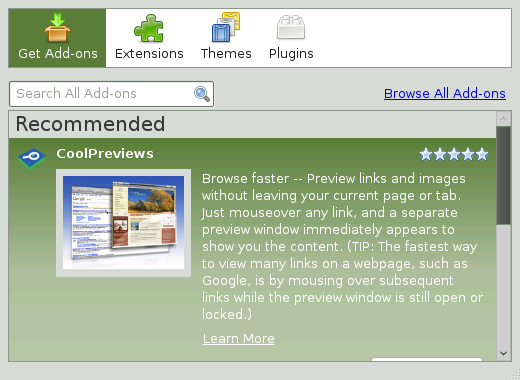 Get Add-ons Extensions Themes Plugins
Search All Add-ons Browse All Add-ons
Recommended
CoolPreviews
Browse faster -- Preview links and images
without leaving your current page or tab.
Just mouseover any link, and a separate
preview window immediately appears to
show you the content. (TIP: The fastest way
to view many links on a webpage, such as
Google, is by mousing over subsequent
links while the preview window is still open or
locked.)
Learn More